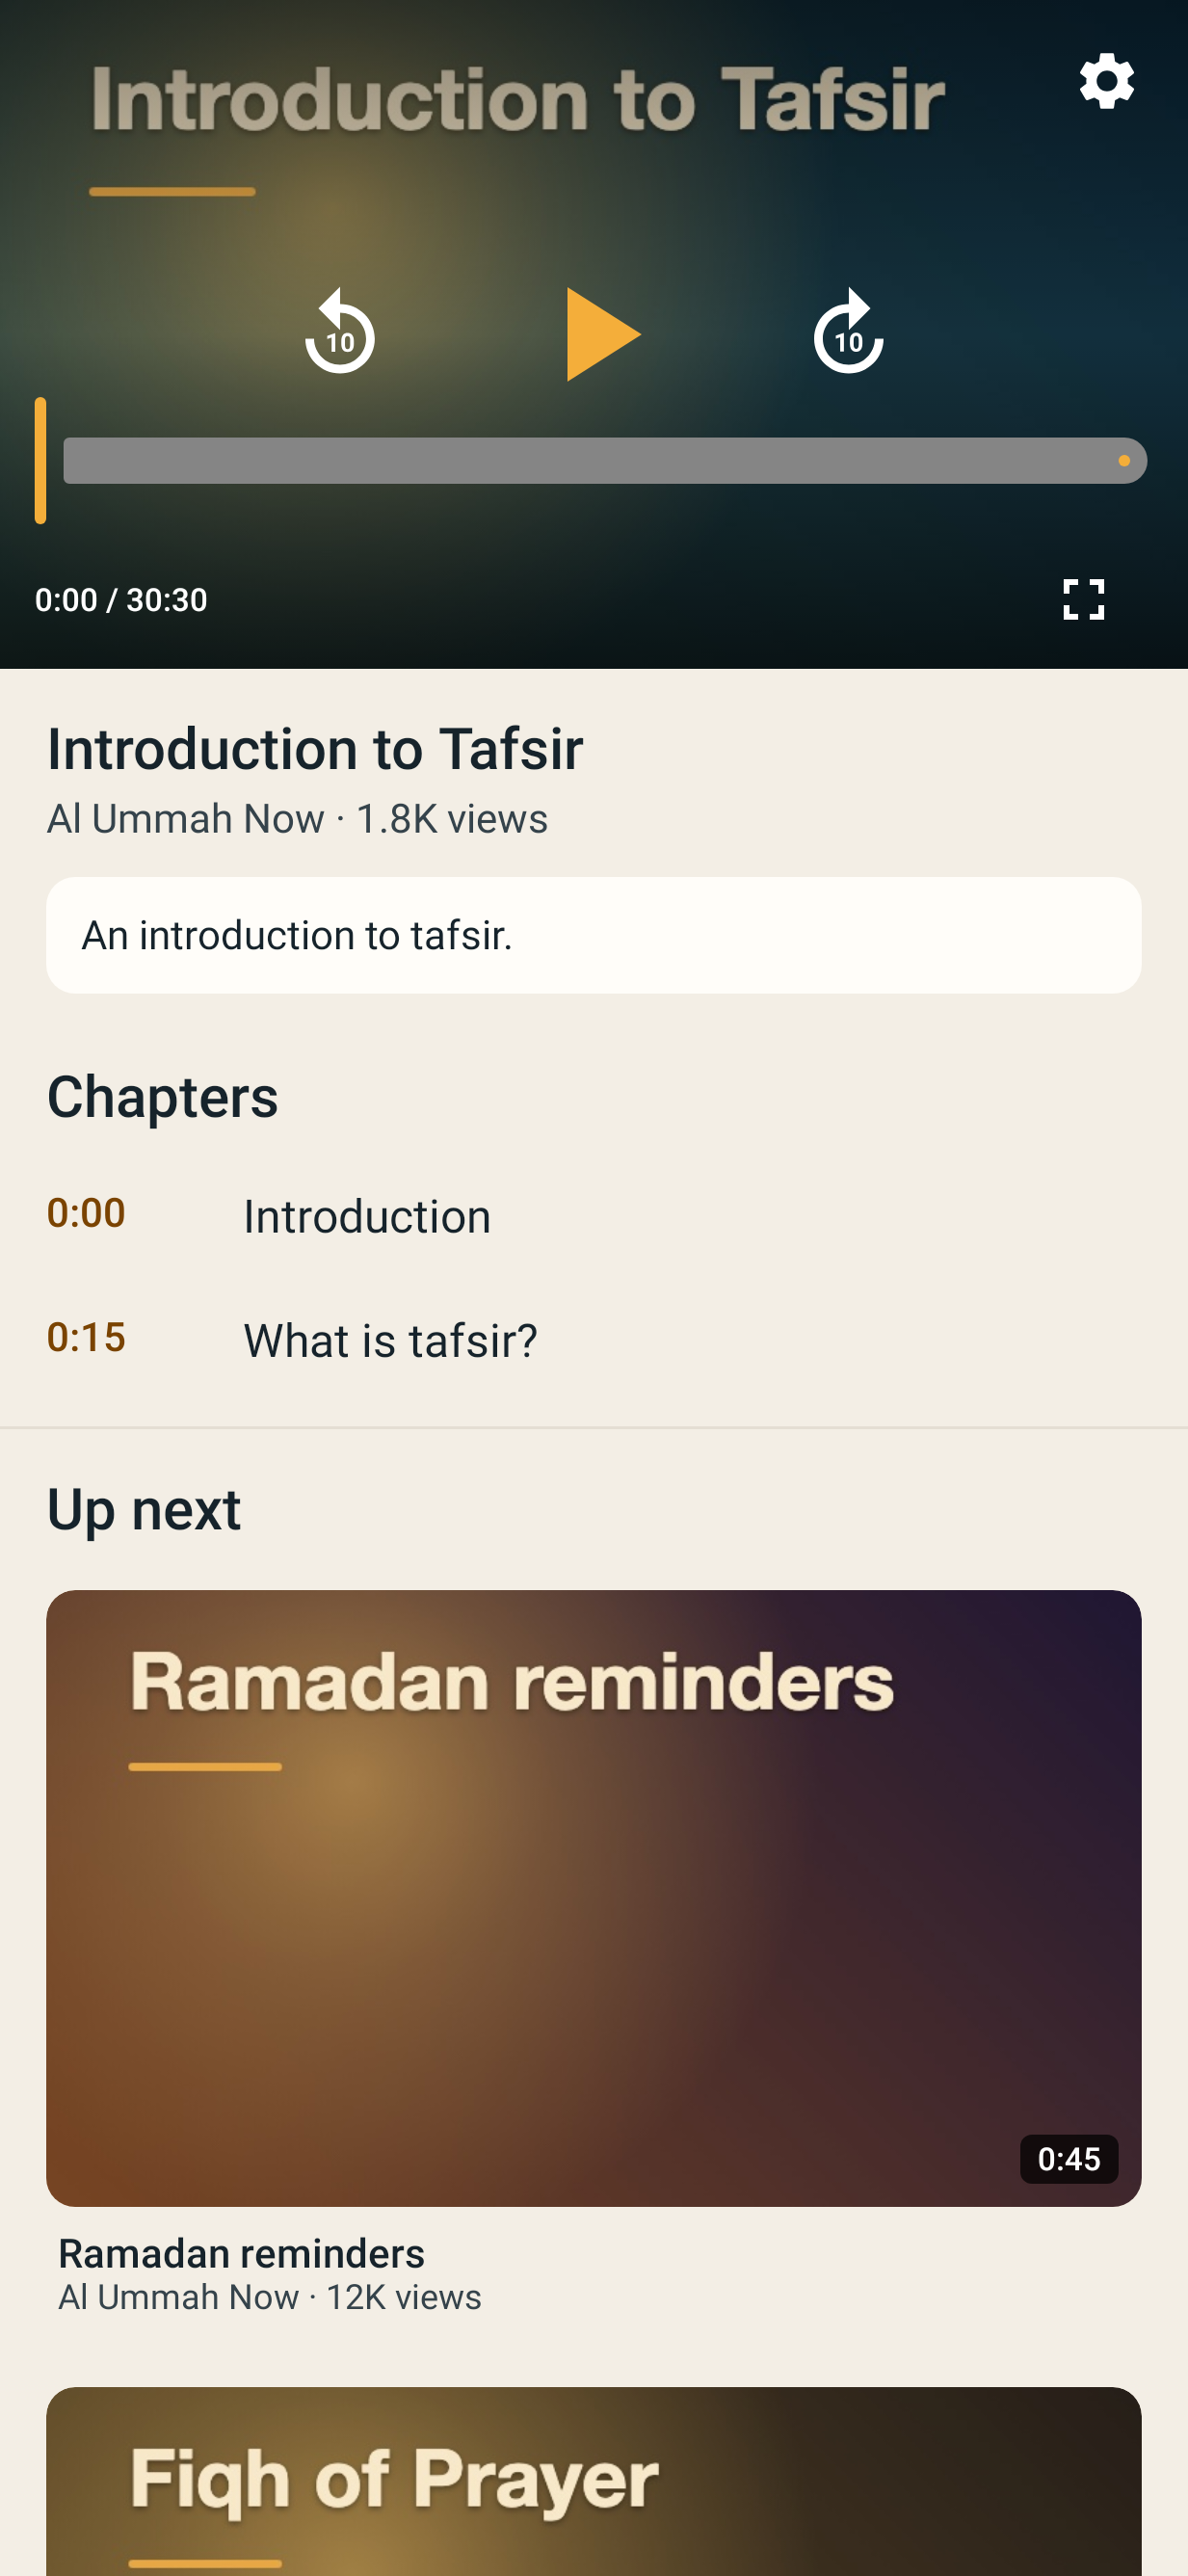 Introduction to Tafsir
10
10
0:00 / 30:30
Introduction to Tafsir
Al Ummah Now · 1.8K views
An introduction to tafsir.
Chapters
0:00 Introduction
0:15 What is tafsir?
Up next
Ramadan reminders
0:45
Ramadan reminders
Al Ummah Now · 12K views
Fiqh of Prayer